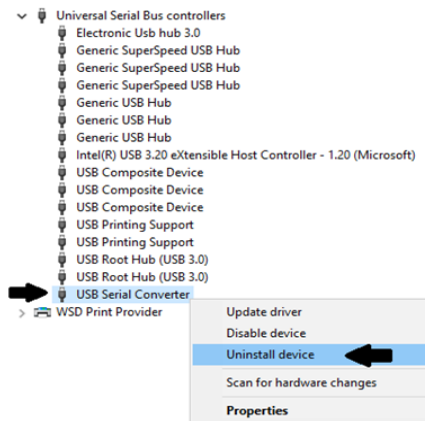 Universal Serial Bus controllers
Electronic Usb hub 3.0
Generic SuperSpeed USB Hub
Generic SuperSpeed USB Hub
Generic SuperSpeed USB Hub
Generic USB Hub
Generic USB Hub
Generic USB Hub
Intel(R) USB 3.20 eXtensible Host Controller - 1.20 (Microsoft)
USB Composite Device
USB Composite Device
USB Composite Device
USB Printing Support
USB Printing Support
USB Root Hub (USB 3.0)
USB Root Hub (USB 3.0)
USB Serial Converter
WSD Print Provider
Update driver
Disable device
Uninstall device
Scan for hardware changes
Properties